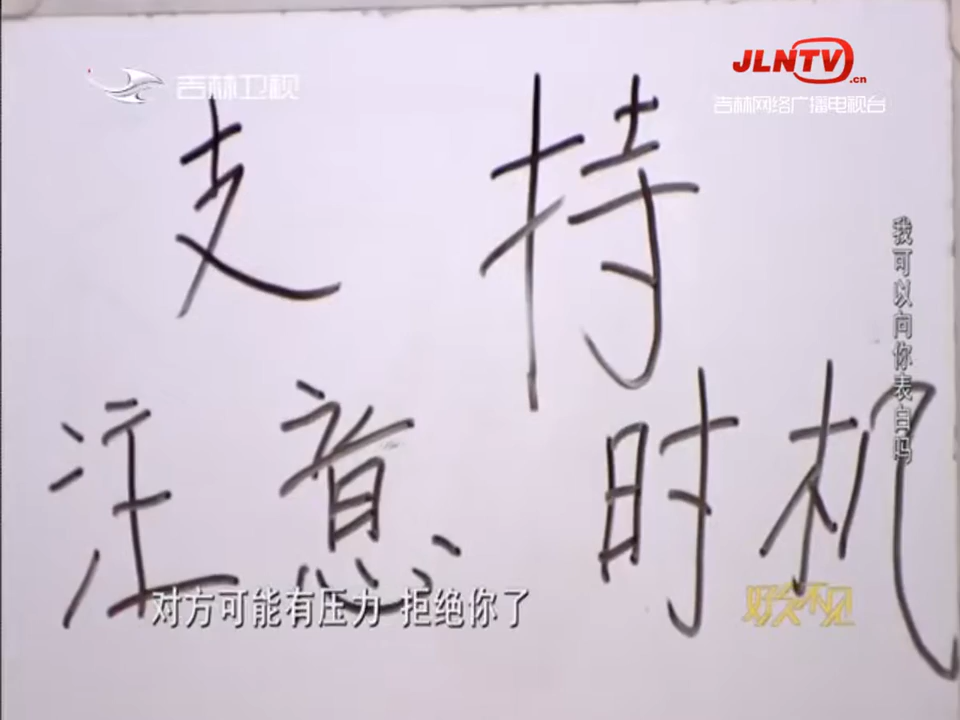 吉林卫视
JLNTV.cn
吉林网络广播电视台
支持
注意时机
我可以向你表白吗
对方可能有压力 拒绝你了
好久不见